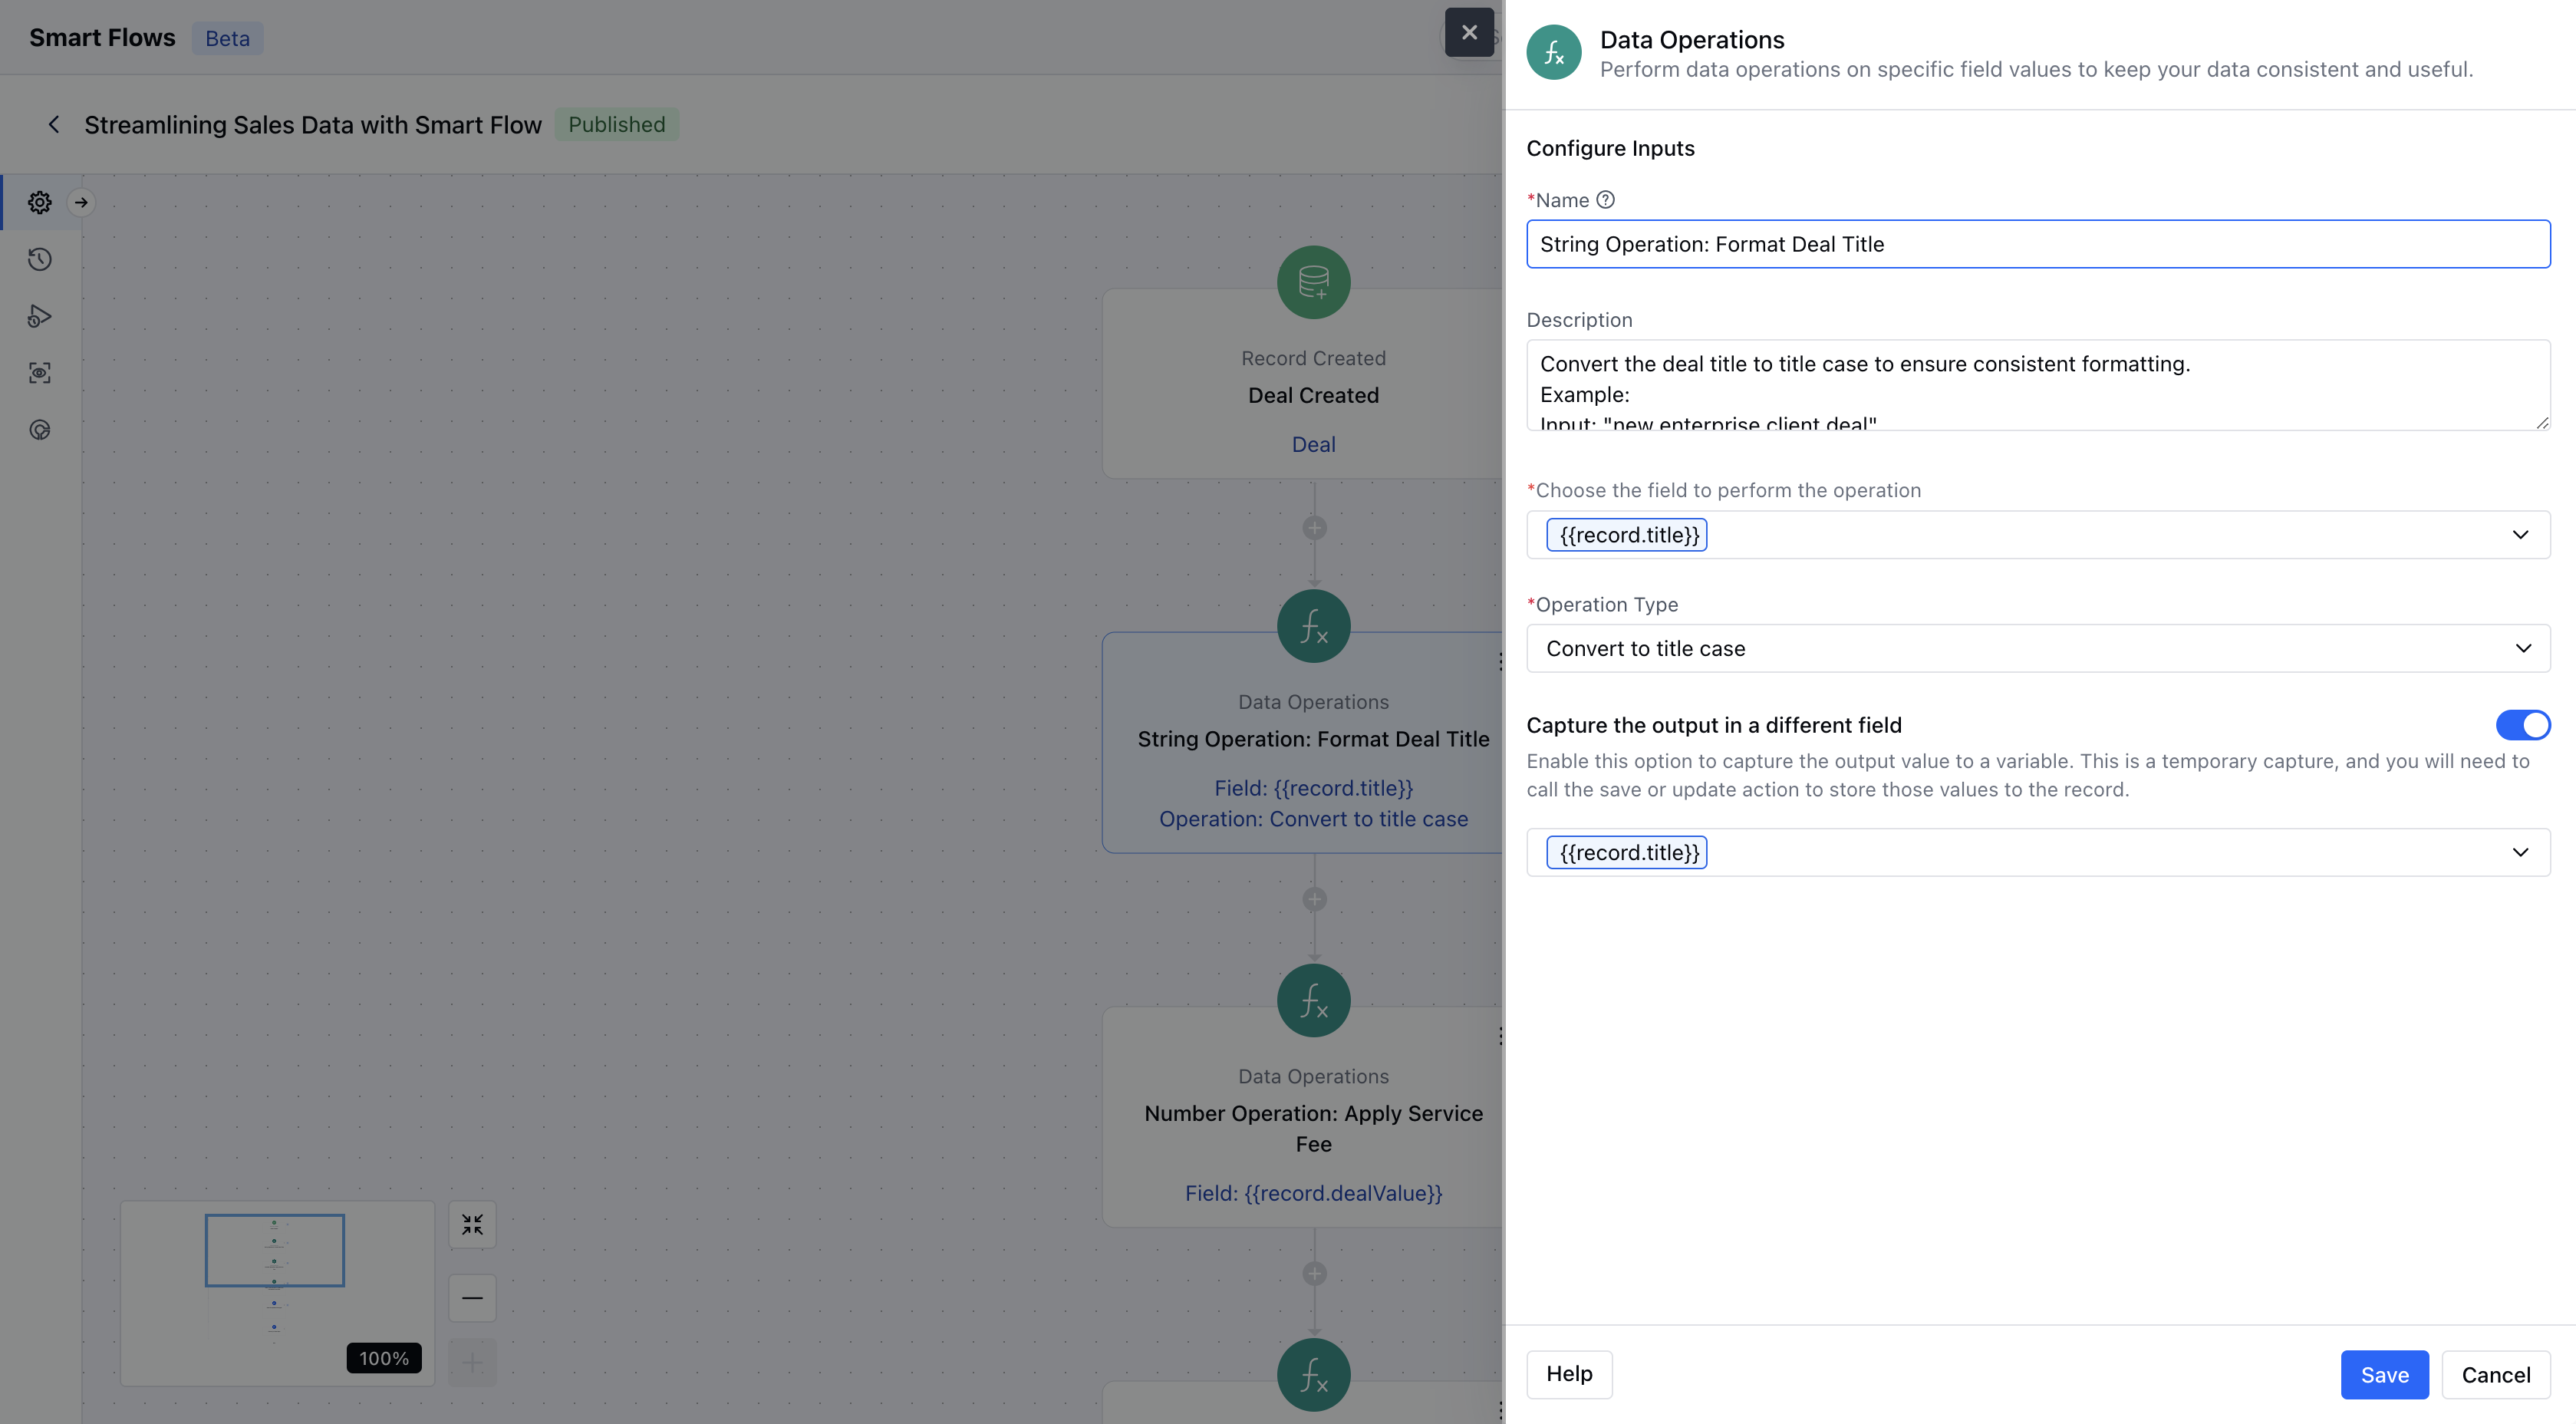 Smart Flows
Beta
Streamlining Sales Data with Smart Flow
Published
Record Created
Deal Created
Deal
Data Operations
String Operation: Format Deal Title
Field: {{record.title}}
Operation: Convert to title case
Data Operations
Number Operation: Apply Service
Fee
Field: {{record.dealValue}}
100%
Data Operations
Perform data operations on specific field values to keep your data consistent and useful.
Configure Inputs
*Name
String Operation: Format Deal Title
Description
Convert the deal title to title case to ensure consistent formatting.
Example:
Input: "new enterprise client deal"
*Choose the field to perform the operation
{{record.title}}
*Operation Type
Convert to title case
Capture the output in a different field
Enable this option to capture the output value to a variable. This is a temporary capture, and you will need to
call the save or update action to store those values to the record.
{{record.title}}
Help
Save
Cancel